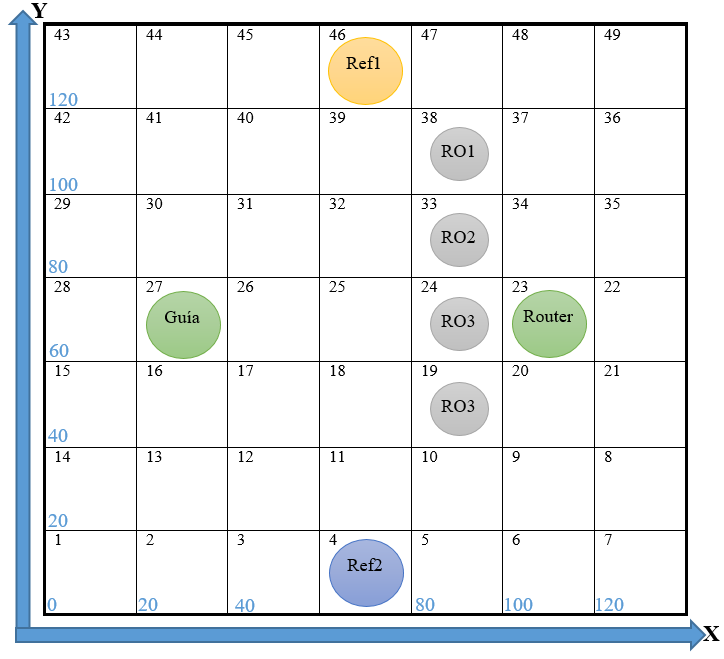 Y
43 44 45 46 47 48 49
Ref1
120
42 41 40 39 38 37 36
RO1
100
29 30 31 32 33 34 35
RO2
80
28 27 26 25 24 23 22
Guía RO3 Router
60
15 16 17 18 19 20 21
RO3
40
14 13 12 11 10 9 8
20
1 2 3 4 5 6 7
Ref2
0 20 40 80 100 120
X